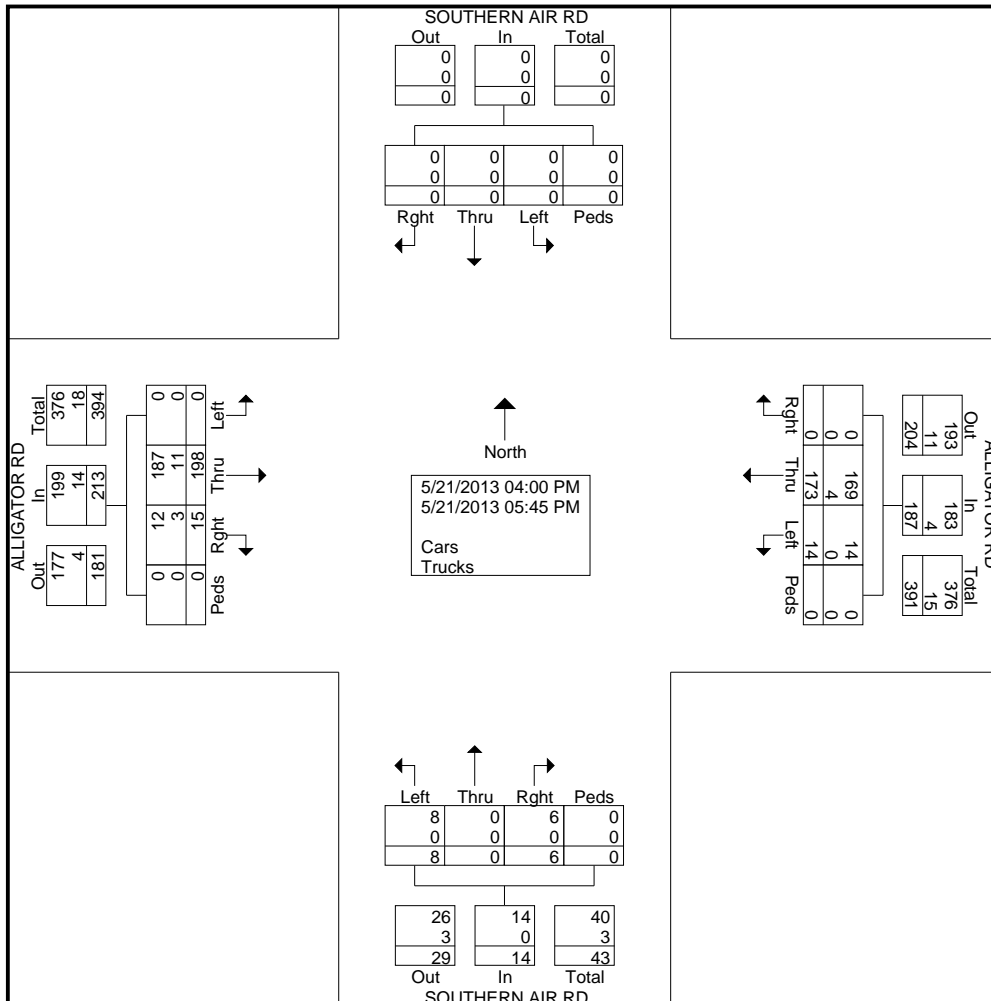 SOUTHERN AIR RD
Out In Total
0 0 0
0 0 0
0 0 0
0 0 0 0
0 0 0 0
0 0 0 0
Rght Thru Left Peds
ALLIGATOR RD
Total In Out
376 199 177
18 14 4
394 213 181
0 187 12 0
0 11 3 0
0 198 15 0
Left Thru Rght Peds
North
5/21/2013 04:00 PM
5/21/2013 05:45 PM
Cars
Trucks
Rght Thru Left Peds
0 173 14 0
0 4 0 0
0 169 14 0
204 187 391
11 4 15
193 183 376
Out In Total
ALLIGATOR RD
Left Thru Rght Peds
8 0 6 0
0 0 0 0
8 0 6 0
26 14 40
3 0 3
29 14 43
Out In Total
SOUTHERN AIR RD